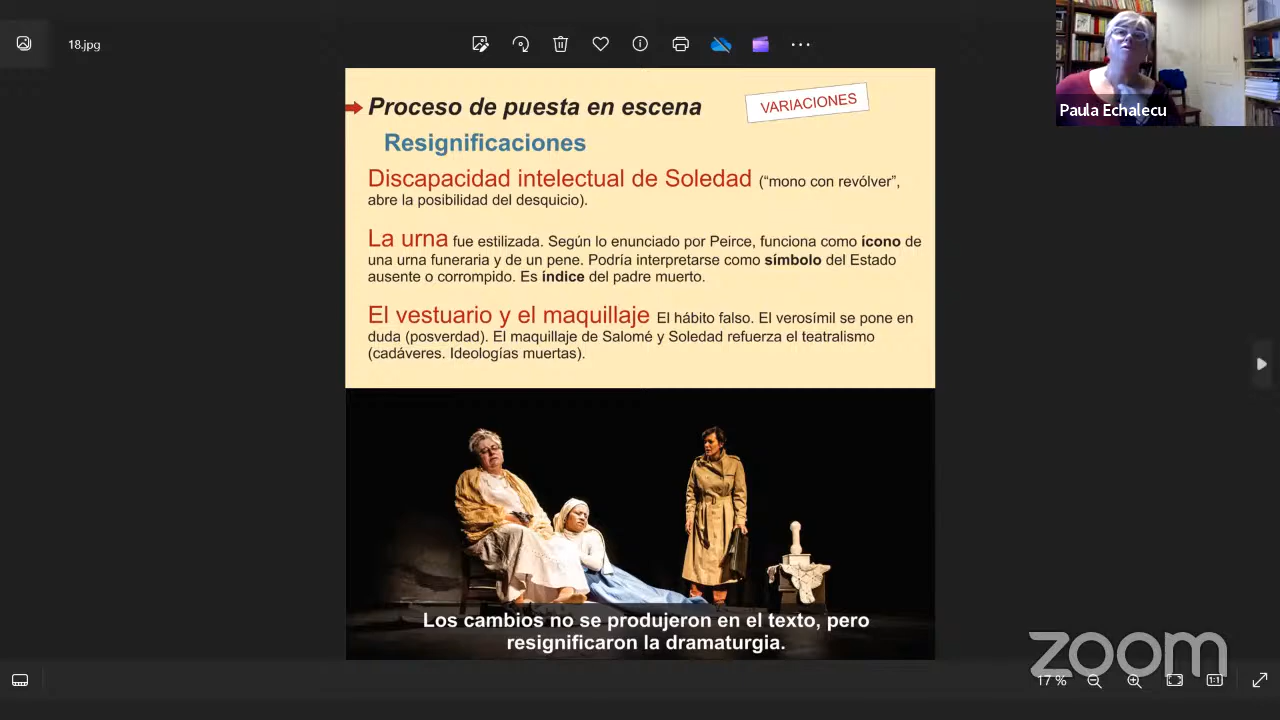 18.jpg
Paula Echalecu
Proceso de puesta en escena
VARIACIONES
Resignificaciones
Discapacidad intelectual de Soledad (“mono con revólver”,
abre la posibilidad del desquicio).
La urna fue estilizada. Según lo enunciado por Peirce, funciona como ícono de
una urna funeraria y de un pene. Podría interpretarse como símbolo del Estado
ausente o corrompido. Es índice del padre muerto.
El vestuario y el maquillaje El hábito falso. El verosímil se pone en
duda (posverdad). El maquillaje de Salomé y Soledad refuerza el teatralismo
(cadáveres. Ideologías muertas).
Los cambios no se produjeron en el texto, pero
resignificaron la dramaturgia.
zoom
17 %
1:1